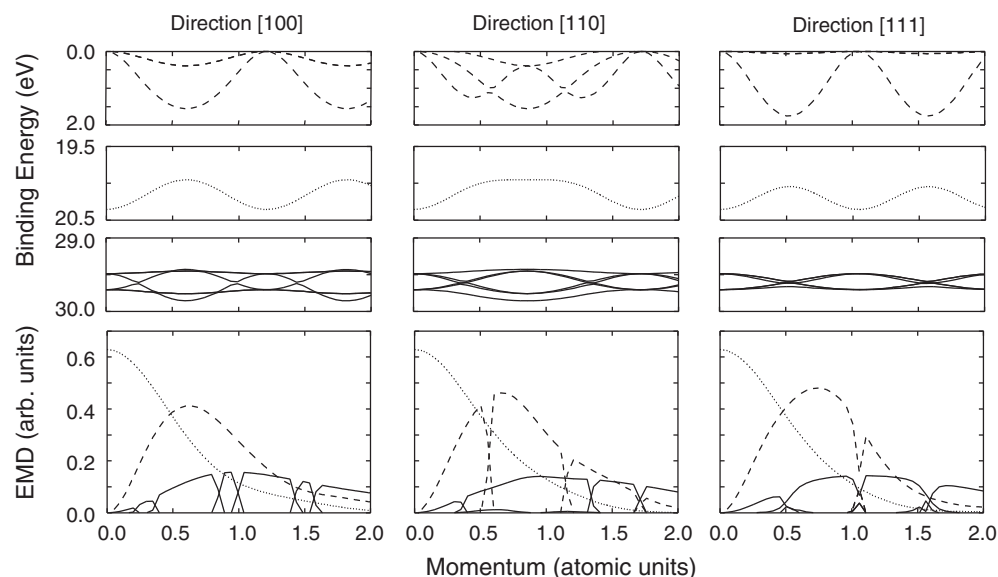 Direction [100]
Direction [110]
Direction [111]
Binding Energy (eV)
0.0
2.0
19.5
20.5
29.0
30.0
EMD (arb. units)
0.6
0.4
0.2
0.0
0.0 0.5 1.0 1.5 2.0
0.0 0.5 1.0 1.5 2.0
0.0 0.5 1.0 1.5 2.0
Momentum (atomic units)